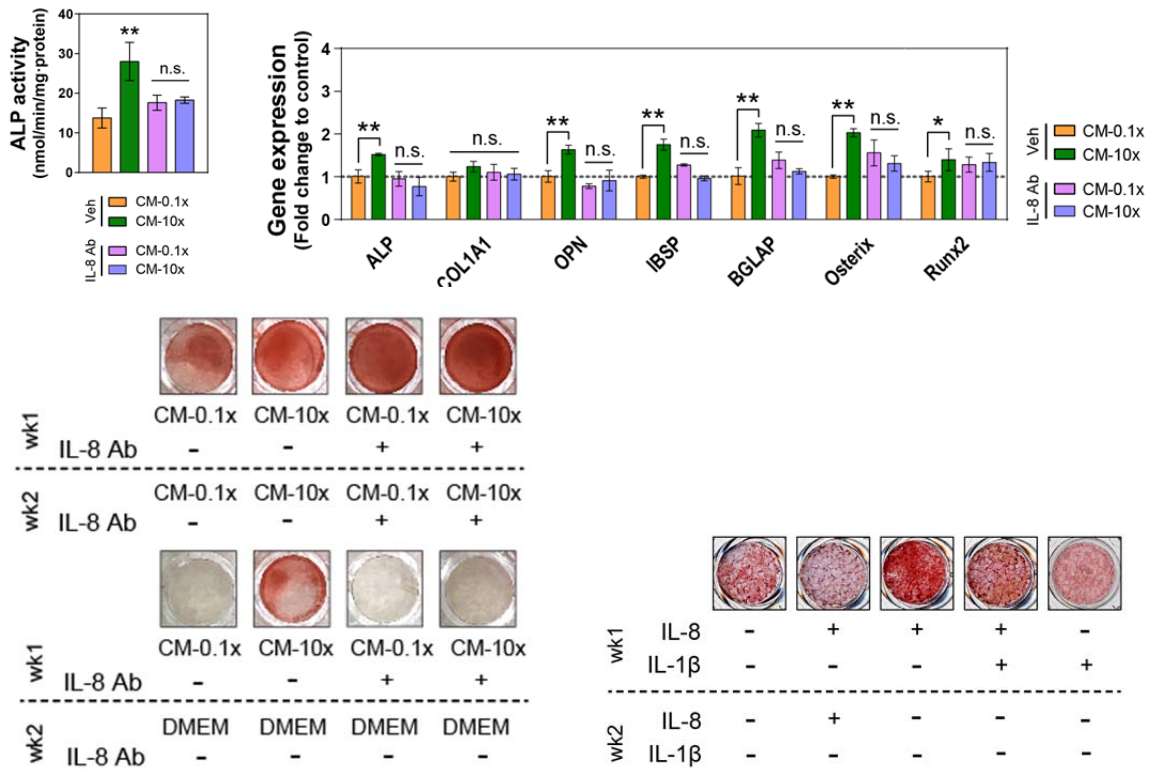 ALP activity
(nmol/min/mg·protein)
40
30
20
10
0
**
n.s.
Veh
CM-0.1x
CM-10x
IL-8 Ab
CM-0.1x
CM-10x
Gene expression
(Fold change to control)
4
3
2
1
0
** n.s.
n.s.
** n.s.
** n.s.
** n.s.
** n.s.
* n.s.
ALP COL1A1 OPN IBSP BGLAP Osterix Runx2
Veh
CM-0.1x
CM-10x
IL-8 Ab
CM-0.1x
CM-10x
wk1
CM-0.1x CM-10x CM-0.1x CM-10x
IL-8 Ab - - + +
wk2
CM-0.1x CM-10x CM-0.1x CM-10x
IL-8 Ab - - + +
wk1
CM-0.1x CM-10x CM-0.1x CM-10x
IL-8 Ab - - + +
wk2
DMEM DMEM DMEM DMEM
IL-8 Ab - - - -
wk1
IL-8 - + + + -
IL-1β - - - + +
wk2
IL-8 - + - - -
IL-1β - - - - -